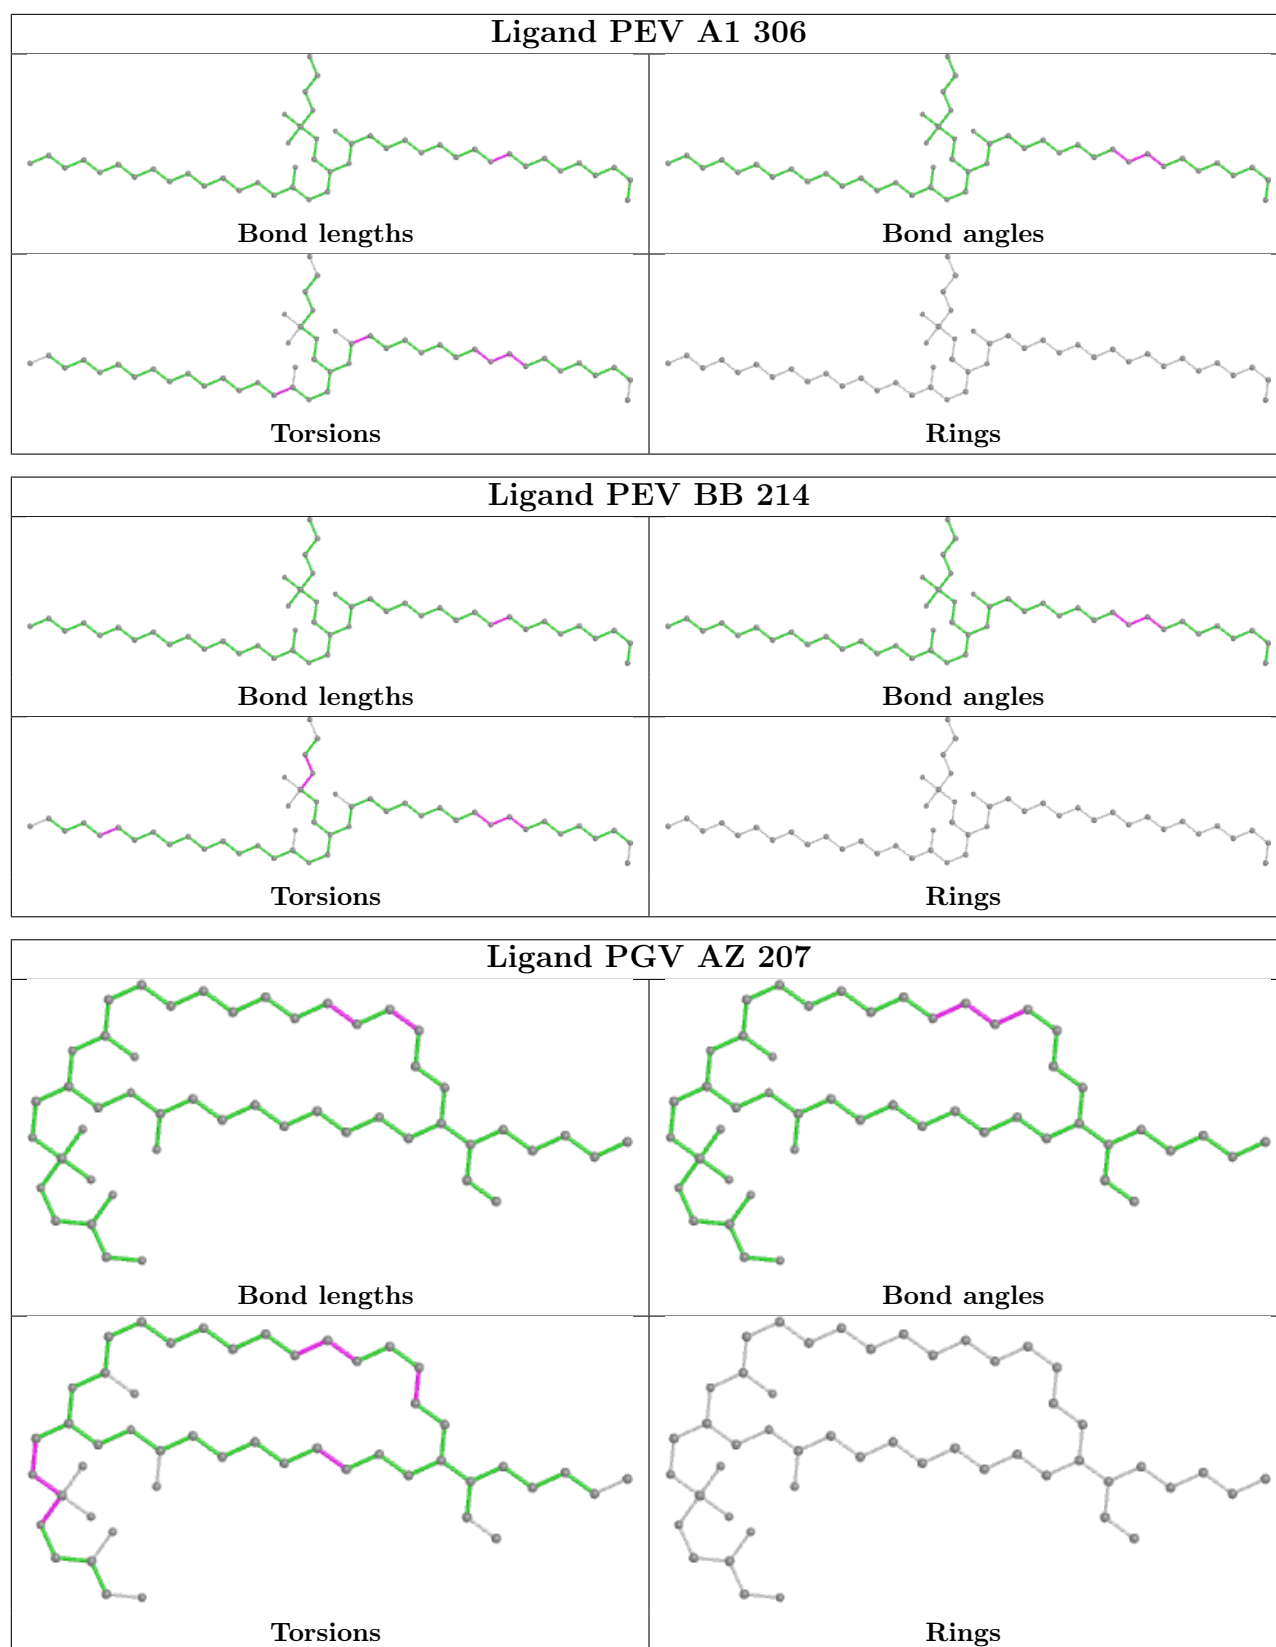 Ligand PEV A1 306
Bond lengths
Bond angles
Torsions
Rings
Ligand PEV BB 214
Bond lengths
Bond angles
Torsions
Rings
Ligand PGV AZ 207
Bond lengths
Bond angles
Torsions
Rings